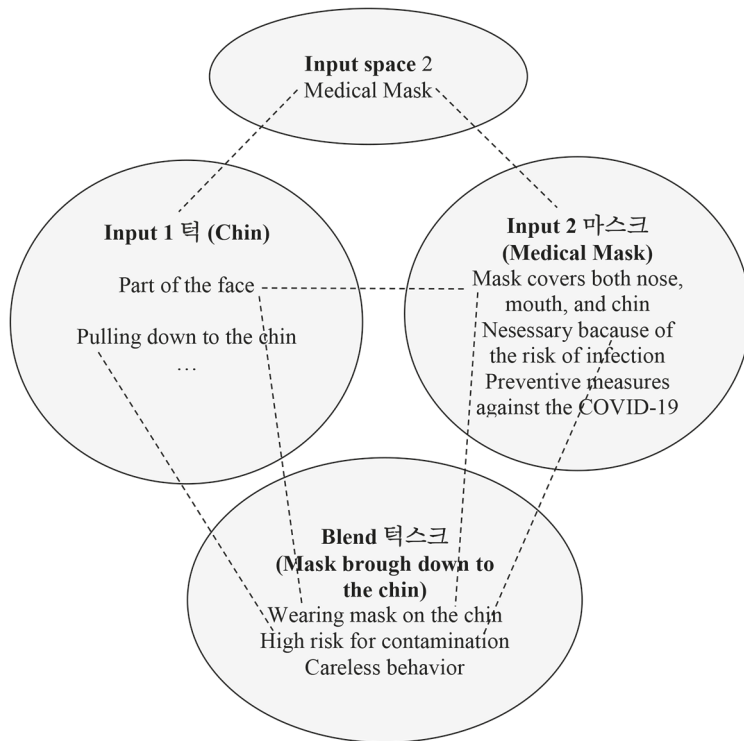 Input space 2
Medical Mask
Input 1 턱 (Chin)
Part of the face
Pulling down to the chin
…
Input 2 마스크
(Medical Mask)
Mask covers both nose,
mouth, and chin
Nesessary bacause of
the risk of infection
Preventive measures
against the COVID-19
Blend 턱스크
(Mask brough down to
the chin)
Wearing mask on the chin
High risk for contamination
Careless behavior